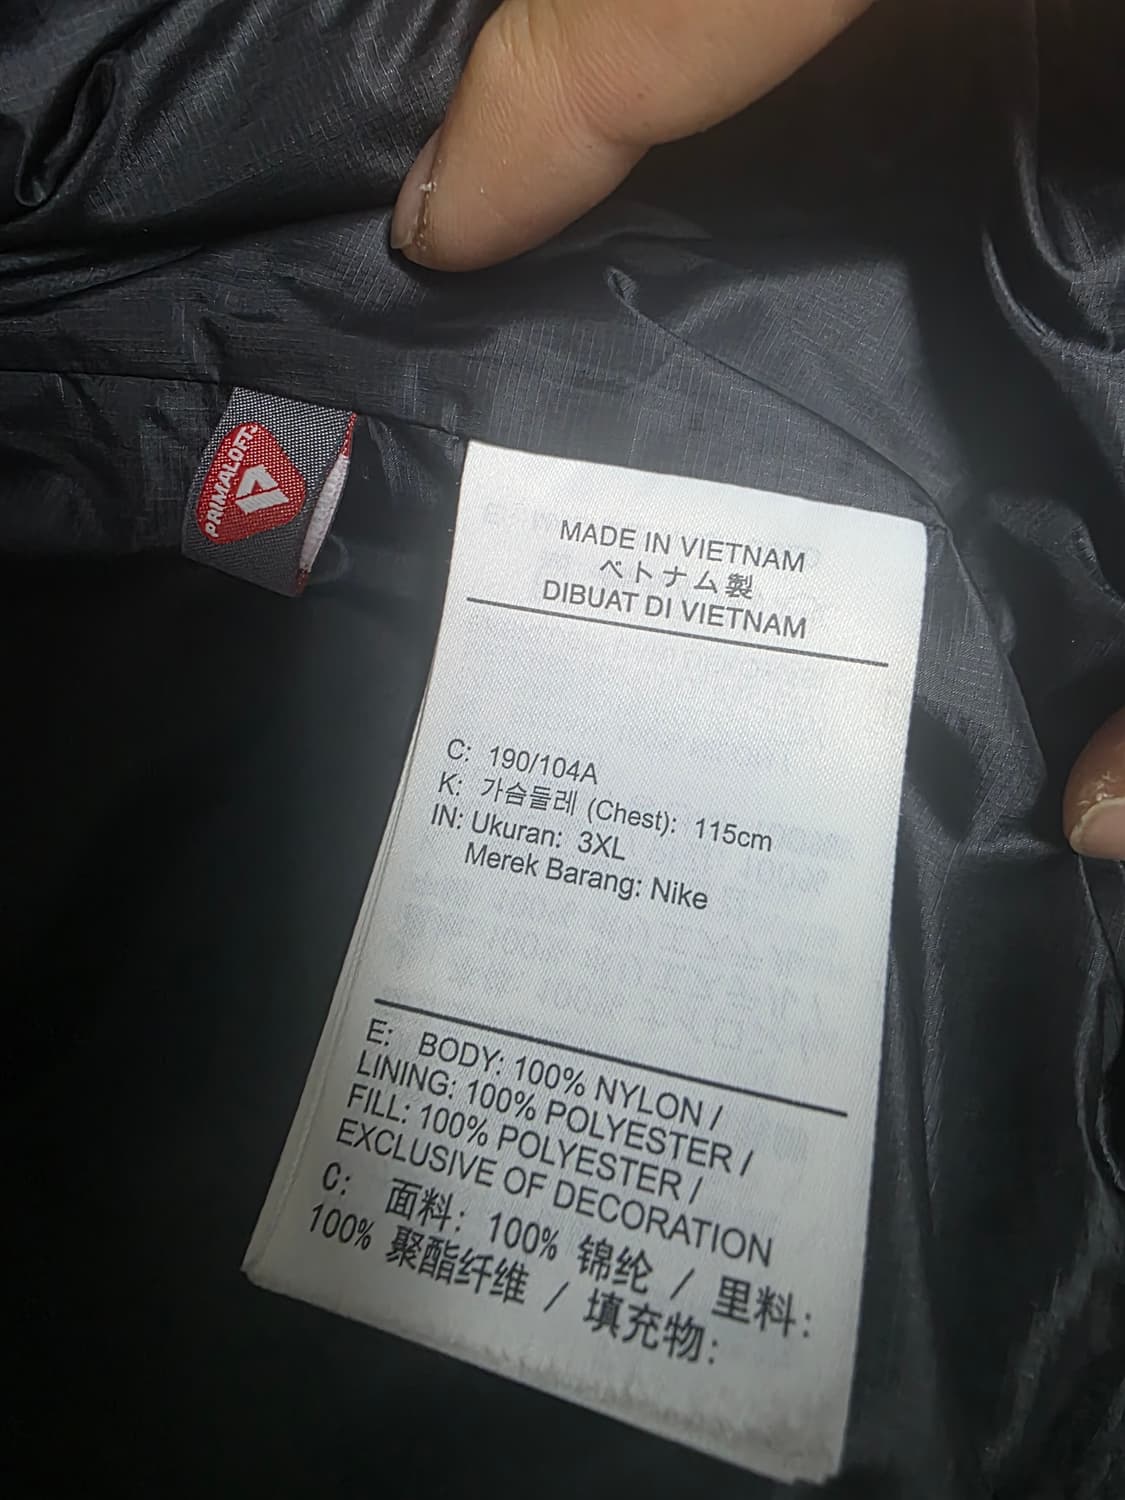 PRIMALOFT
MADE IN VIETNAM
ベトナム製
DIBUAT DI VIETNAM
C: 190/104A
K: 가슴둘레 (Chest): 115cm
IN: Ukuran: 3XL
Merek Barang: Nike
E: BODY: 100% NYLON /
LINING: 100% POLYESTER /
FILL: 100% POLYESTER /
EXCLUSIVE OF DECORATION
C: 面料: 100% 锦纶 / 里料:
100% 聚酯纤维 / 填充物: